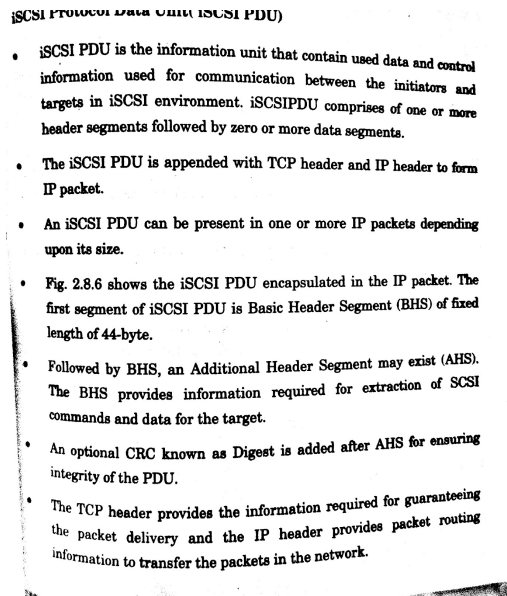 iSCSI Protocol Data Unit( iSCSI PDU)
• iSCSI PDU is the information unit that contain used data and control
information used for communication between the initiators and
targets in iSCSI environment. iSCSIPDU comprises of one or more
header segments followed by zero or more data segments.
• The iSCSI PDU is appended with TCP header and IP header to form
IP packet.
• An iSCSI PDU can be present in one or more IP packets depending
upon its size.
• Fig. 2.8.6 shows the iSCSI PDU encapsulated in the IP packet. The
first segment of iSCSI PDU is Basic Header Segment (BHS) of fixed
length of 44-byte.
• Followed by BHS, an Additional Header Segment may exist (AHS).
The BHS provides information required for extraction of SCSI
commands and data for the target.
• An optional CRC known as Digest is added after AHS for ensuring
integrity of the PDU.
• The TCP header provides the information required for guaranteeing
the packet delivery and the IP header provides packet routing
information to transfer the packets in the network.